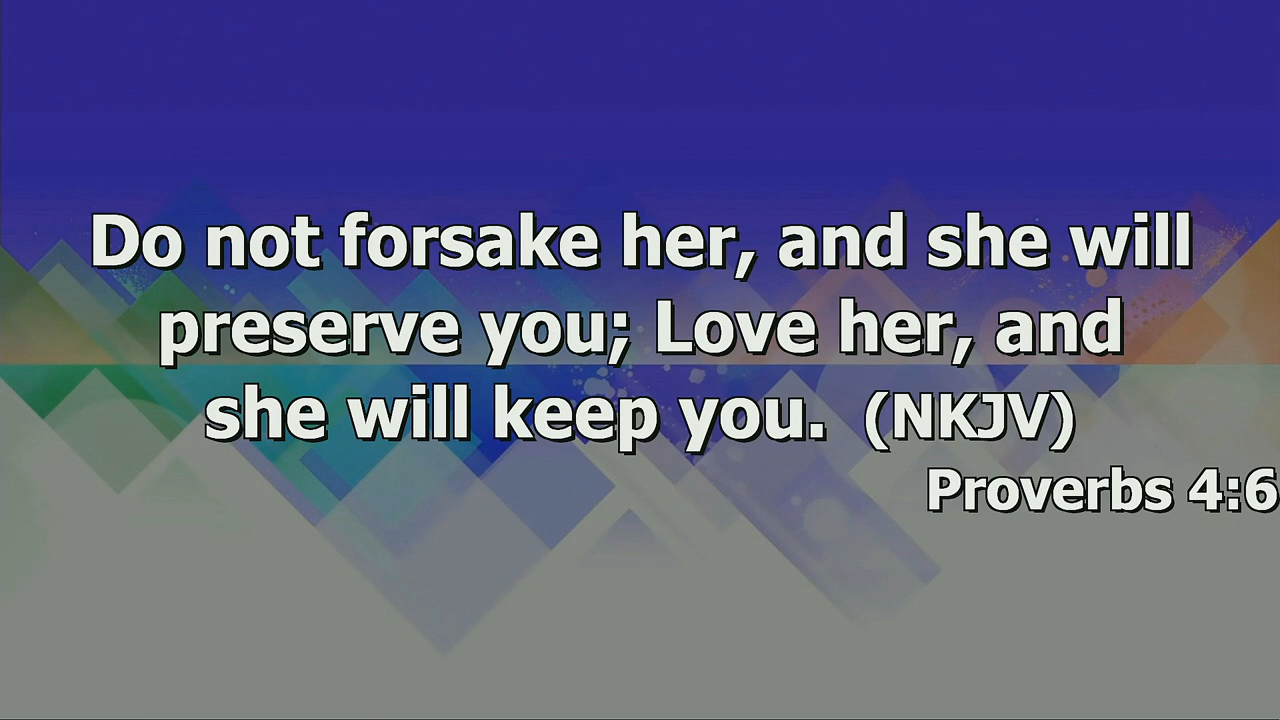 Do not forsake her, and she will
preserve you; Love her, and
she will keep you. (NKJV)
Proverbs 4:6